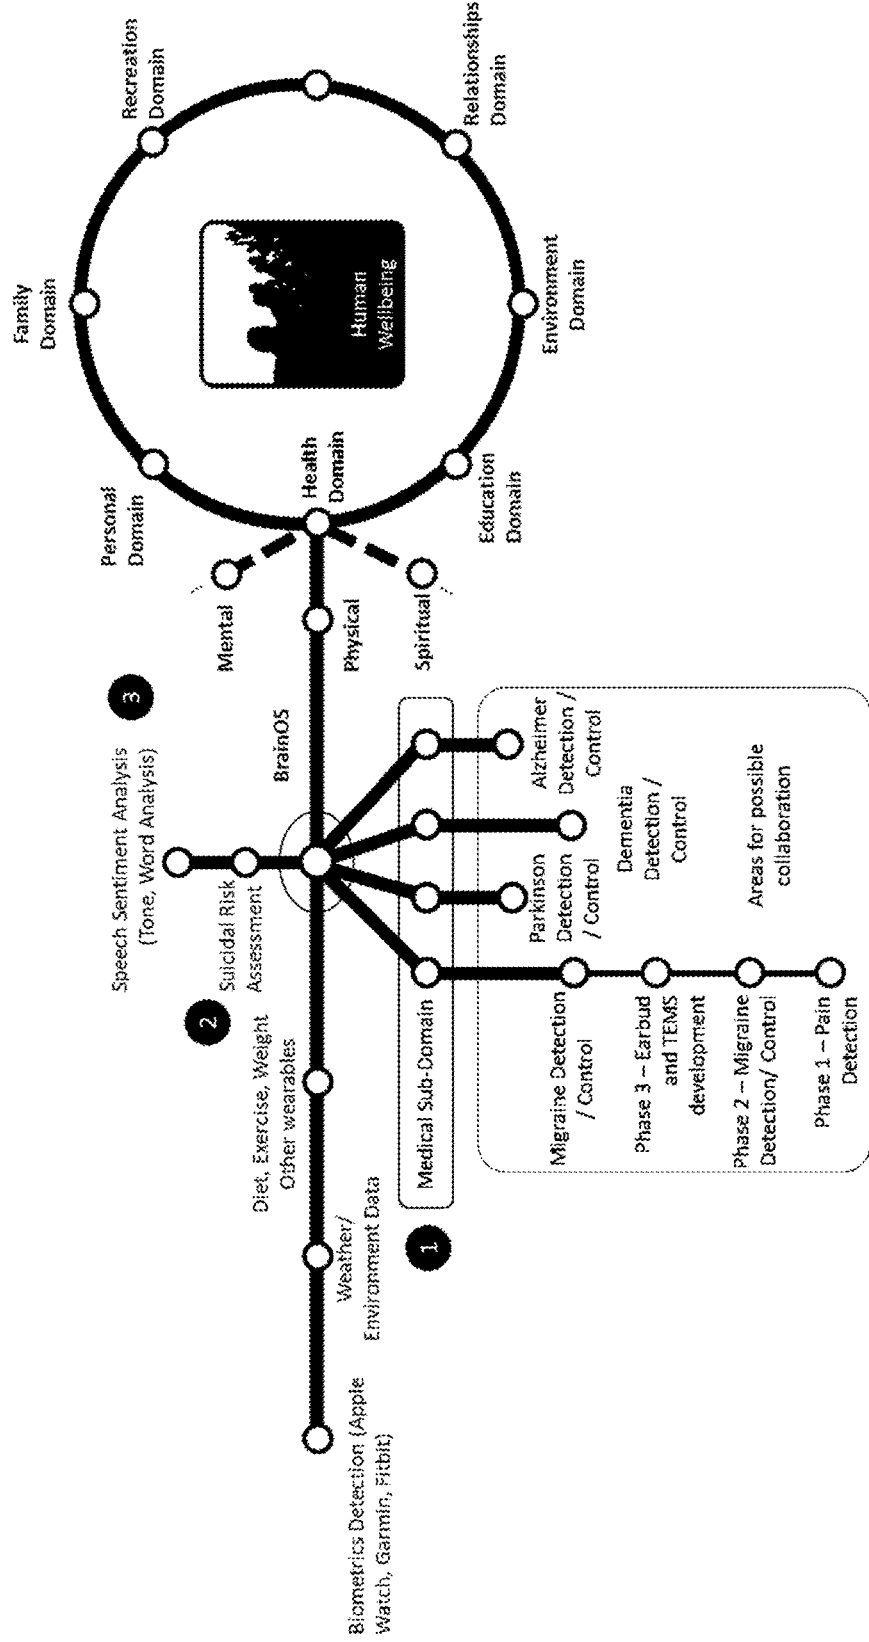 Biometrics Detection (Apple
Watch, Garmin, Fitbit)
Weather/
Environment Data
Diet, Exercise, Weight
Other wearables
2
Suicidal Risk
Assessment
3
Speech Sentiment Analysis
(Tone, Word Analysis)
BrainOS
Mental
Physical
Spiritual
Personal
Domain
Family
Domain
Recreation
Domain
Health
Domain
Human
Wellbeing
Education
Domain
Environment
Domain
Relationships
Domain
1
Medical Sub-Domain
Migraine Detection
/ Control
Parkinson
Detection
/ Control
Dementia
Detection /
Control
Alzheimer
Detection /
Control
Phase 3 – Earbud
and TEMS
development
Phase 2 – Migraine
Detection/ Control
Phase 1 – Pain
Detection
Areas for possible
collaboration